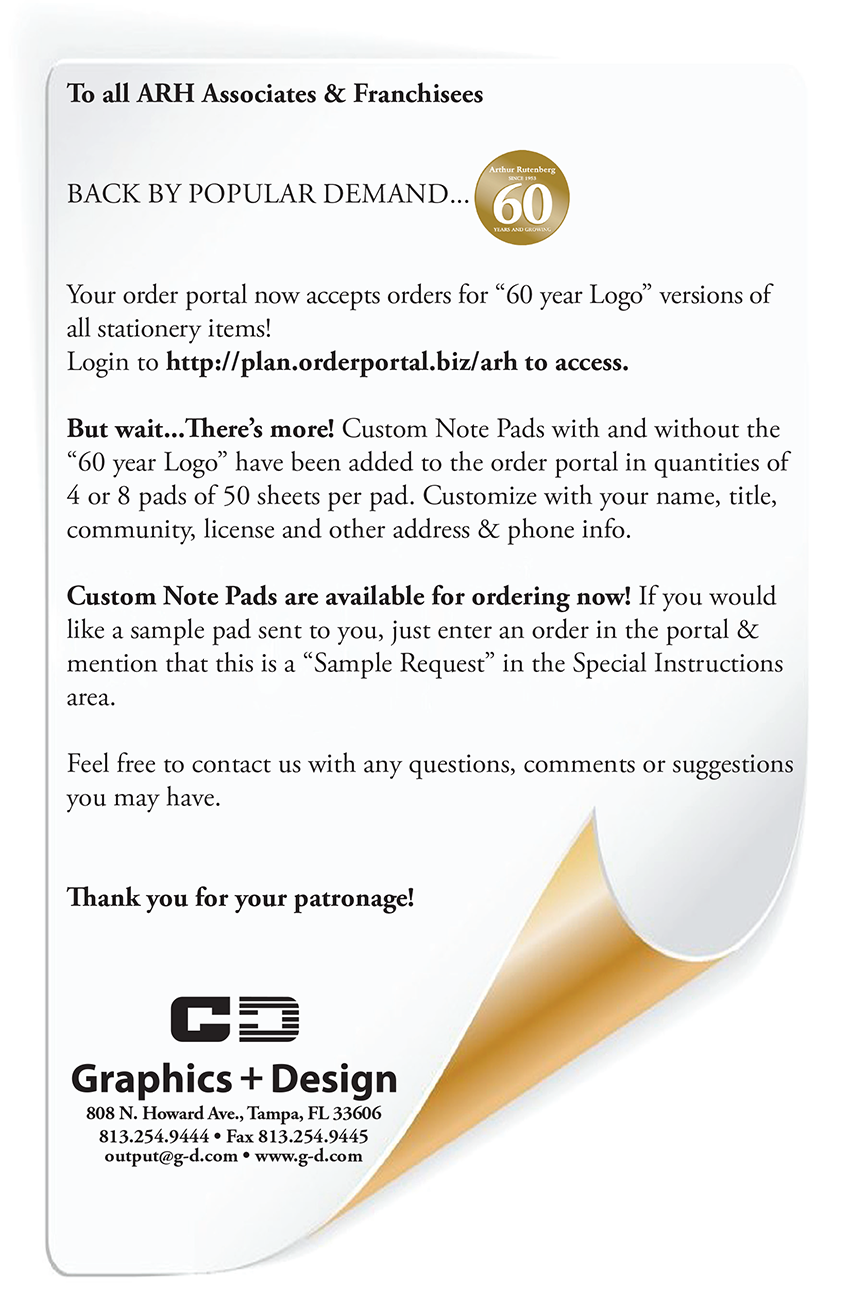 To all ARH Associates & Franchisees
BACK BY POPULAR DEMAND...
Arthur Rutenberg
SINCE 1953
60
YEARS AND GROWING
Your order portal now accepts orders for “60 year Logo” versions of
all stationery items!
Login to http://plan.orderportal.biz/arh to access.
But wait...There’s more! Custom Note Pads with and without the
“60 year Logo” have been added to the order portal in quantities of
4 or 8 pads of 50 sheets per pad. Customize with your name, title,
community, license and other address & phone info.
Custom Note Pads are available for ordering now! If you would
like a sample pad sent to you, just enter an order in the portal &
mention that this is a “Sample Request” in the Special Instructions
area.
Feel free to contact us with any questions, comments or suggestions
you may have.
Thank you for your patronage!
GD
Graphics + Design
808 N. Howard Ave., Tampa, FL 33606
813.254.9444 • Fax 813.254.9445
output@g-d.com • www.g-d.com